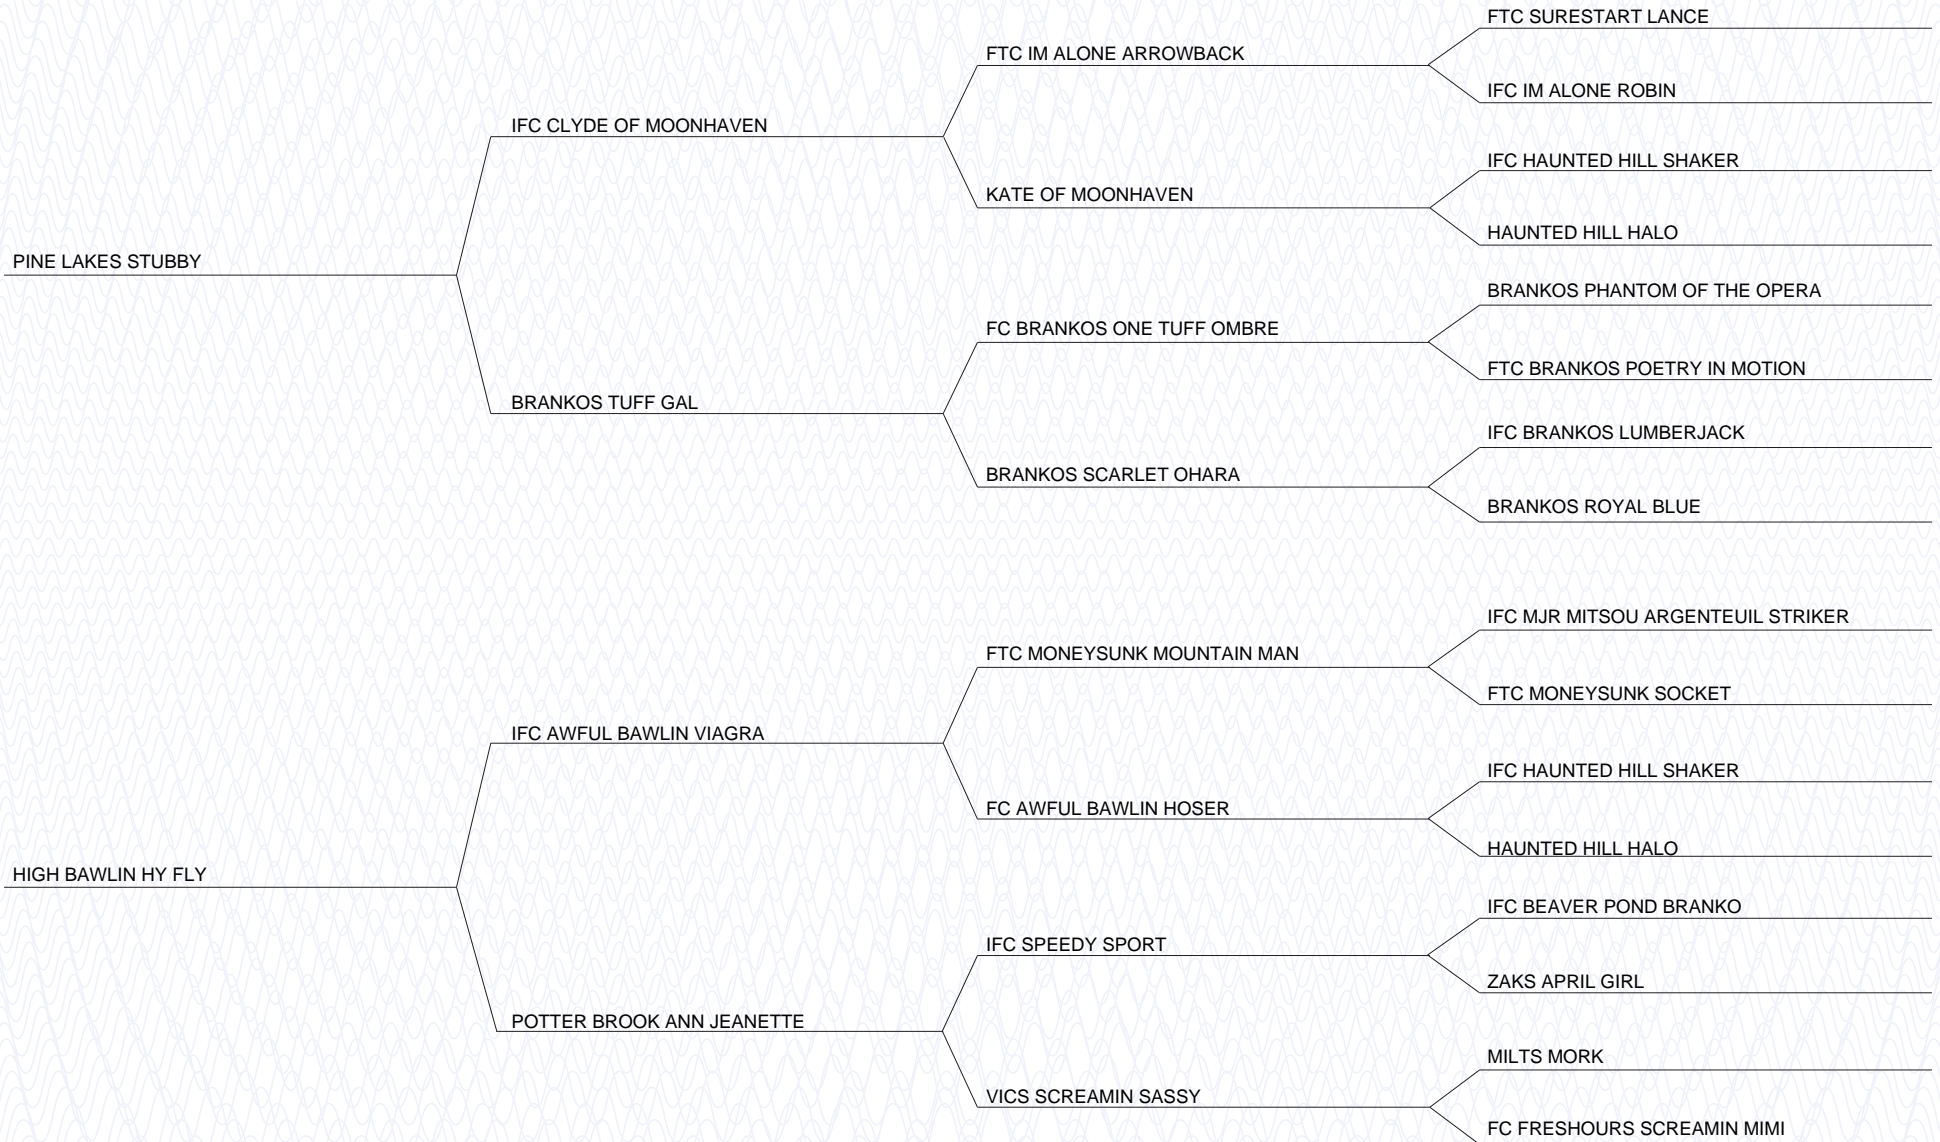 FTC SURESTART LANCE
FTC IM ALONE ARROWBACK
IFC IM ALONE ROBIN
IFC CLYDE OF MOONHAVEN
IFC HAUNTED HILL SHAKER
KATE OF MOONHAVEN
HAUNTED HILL HALO
PINE LAKES STUBBY
BRANKOS PHANTOM OF THE OPERA
FC BRANKOS ONE TUFF OMBRE
FTC BRANKOS POETRY IN MOTION
BRANKOS TUFF GAL
IFC BRANKOS LUMBERJACK
BRANKOS SCARLET OHARA
BRANKOS ROYAL BLUE
IFC MJR MITSOU ARGENTEUIL STRIKER
FTC MONEYSUNK MOUNTAIN MAN
FTC MONEYSUNK SOCKET
IFC AWFUL BAWLIN VIAGRA
IFC HAUNTED HILL SHAKER
FC AWFUL BAWLIN HOSER
HAUNTED HILL HALO
HIGH BAWLIN HY FLY
IFC BEAVER POND BRANKO
IFC SPEEDY SPORT
ZAKS APRIL GIRL
POTTER BROOK ANN JEANETTE
MILTS MORK
VICS SCREAMIN SASSY
FC FRESHOURS SCREAMIN MIMI